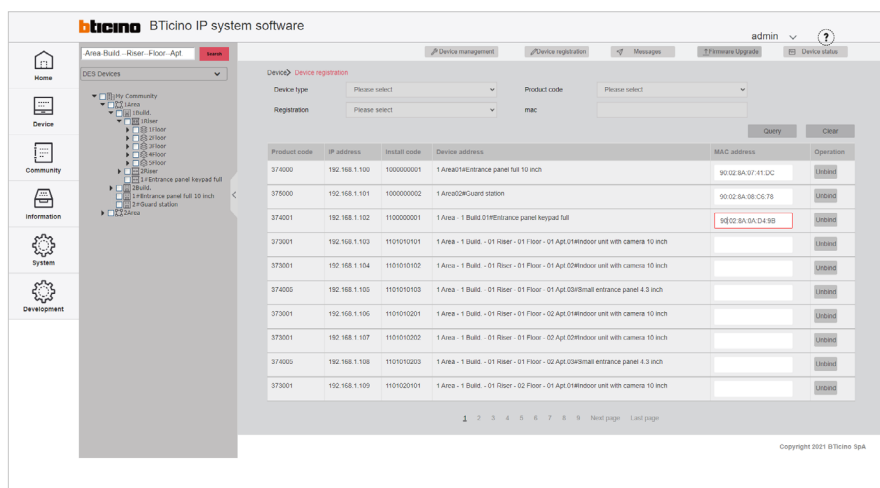 bticino BTicino IP system software
admin
?
Area-Build.-Riser-Floor-Apt Search
Device management Device registration Messages Firmware Upgrade Device status
DES Devices
My Community
1Area
1Build.
1Riser
1Floor
2Floor
3Floor
4Floor
5Floor
2Riser
1#Entrance panel keypad full
2Build.
1#Entrance panel full 10 inch
2#Guard station
2Area
Home
Device
Community
Information
System
Development
Device> Device registration
Device type Please select Product code Please select
Registration Please select mac
Query Clear
Product code IP address Install code Device address MAC address Operation
374000 192.168.1.100 1000000001 1 Area01#Entrance panel full 10 inch 90:02:8A:07:41:DC Unbind
375000 192.168.1.101 1000000002 1 Area02#Guard station 90:02:8A:08:C6:78 Unbind
374001 192.168.1.102 1100000001 1 Area - 1 Build.01#Entrance panel keypad full 90:02:8A:0A:D4:9B Unbind
373001 192.168.1.103 1101010101 1 Area - 1 Build. - 01 Riser - 01 Floor - 01 Apt.01#Indoor unit with camera 10 inch Unbind
373001 192.168.1.104 1101010102 1 Area - 1 Build. - 01 Riser - 01 Floor - 01 Apt.02#Indoor unit with camera 10 inch Unbind
374005 192.168.1.105 1101010103 1 Area - 1 Build. - 01 Riser - 01 Floor - 01 Apt.03#Small entrance panel 4.3 inch Unbind
373001 192.168.1.106 1101010201 1 Area - 1 Build. - 01 Riser - 01 Floor - 02 Apt.01#Indoor unit with camera 10 inch Unbind
373001 192.168.1.107 1101010202 1 Area - 1 Build. - 01 Riser - 01 Floor - 02 Apt.02#Indoor unit with camera 10 inch Unbind
374005 192.168.1.108 1101010203 1 Area - 1 Build. - 01 Riser - 01 Floor - 02 Apt.03#Small entrance panel 4.3 inch Unbind
373001 192.168.1.109 1101020101 1 Area - 1 Build. - 01 Riser - 02 Floor - 01 Apt.01#Indoor unit with camera 10 inch Unbind
1 2 3 4 5 6 7 8 9 Next page Last page
Copyright 2021 BTicino SpA